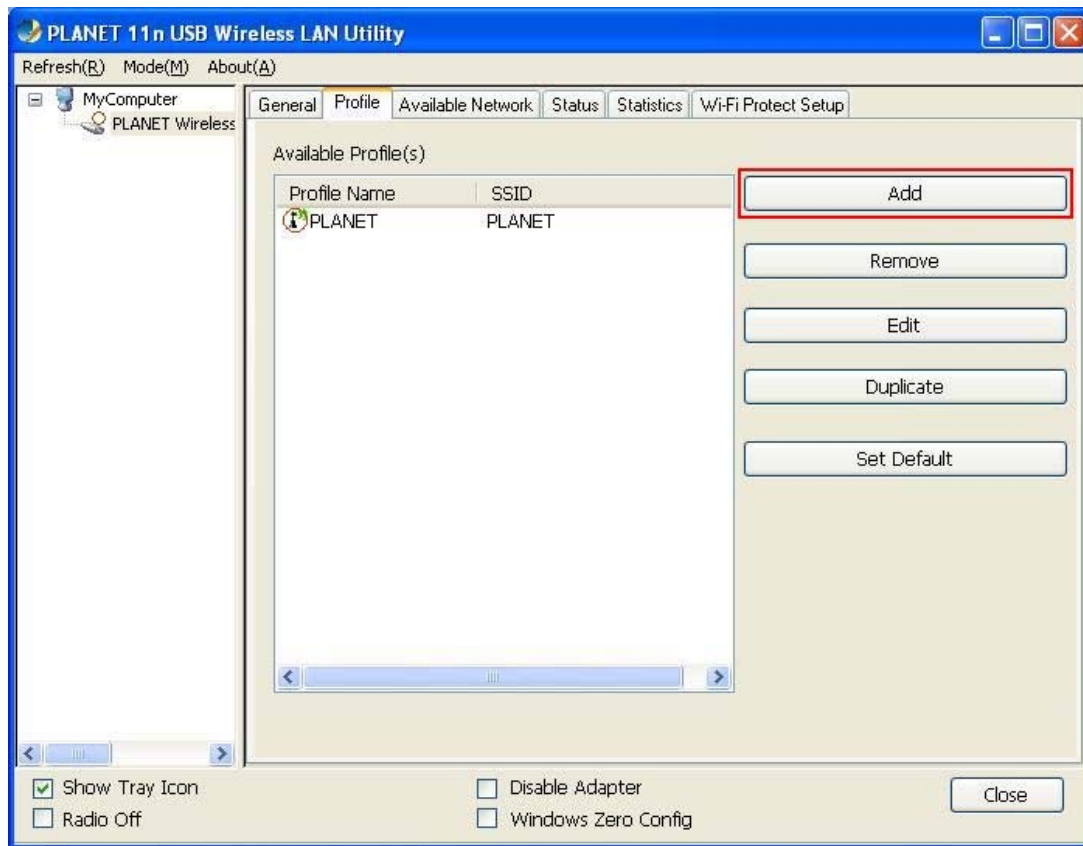 PLANET 11n USB Wireless LAN Utility
Refresh(R) Mode(M) About(A)
MyComputer
PLANET Wireless
General Profile Available Network Status Statistics Wi-Fi Protect Setup
Available Profile(s)
Profile Name SSID
PLANET PLANET
Add
Remove
Edit
Duplicate
Set Default
Show Tray Icon
Radio Off
Disable Adapter
Windows Zero Config
Close